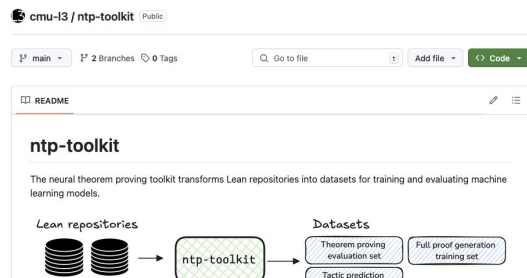 cmu-l3 / ntp-toolkit Public
main 2 Branches 0 Tags Go to file t Add file <> Code
README
ntp-toolkit
The neural theorem proving toolkit transforms Lean repositories into datasets for training and evaluating machine
learning models.
Lean repositories Datasets
ntp-toolkit
Theorem proving
evaluation set
Full proof generation
training set
Tactic prediction